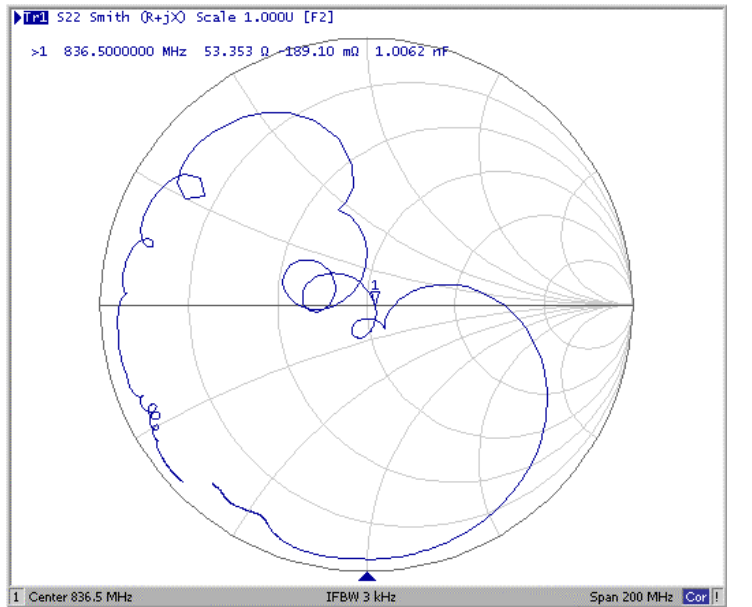 Tr1 S22 Smith (R+jX) Scale 1.000U [F2]
>1 836.5000000 MHz 53.353 Ω -189.10 mΩ 1.0062 nF
1
1 Center 836.5 MHz IFBW 3 kHz Span 200 MHz Cor !